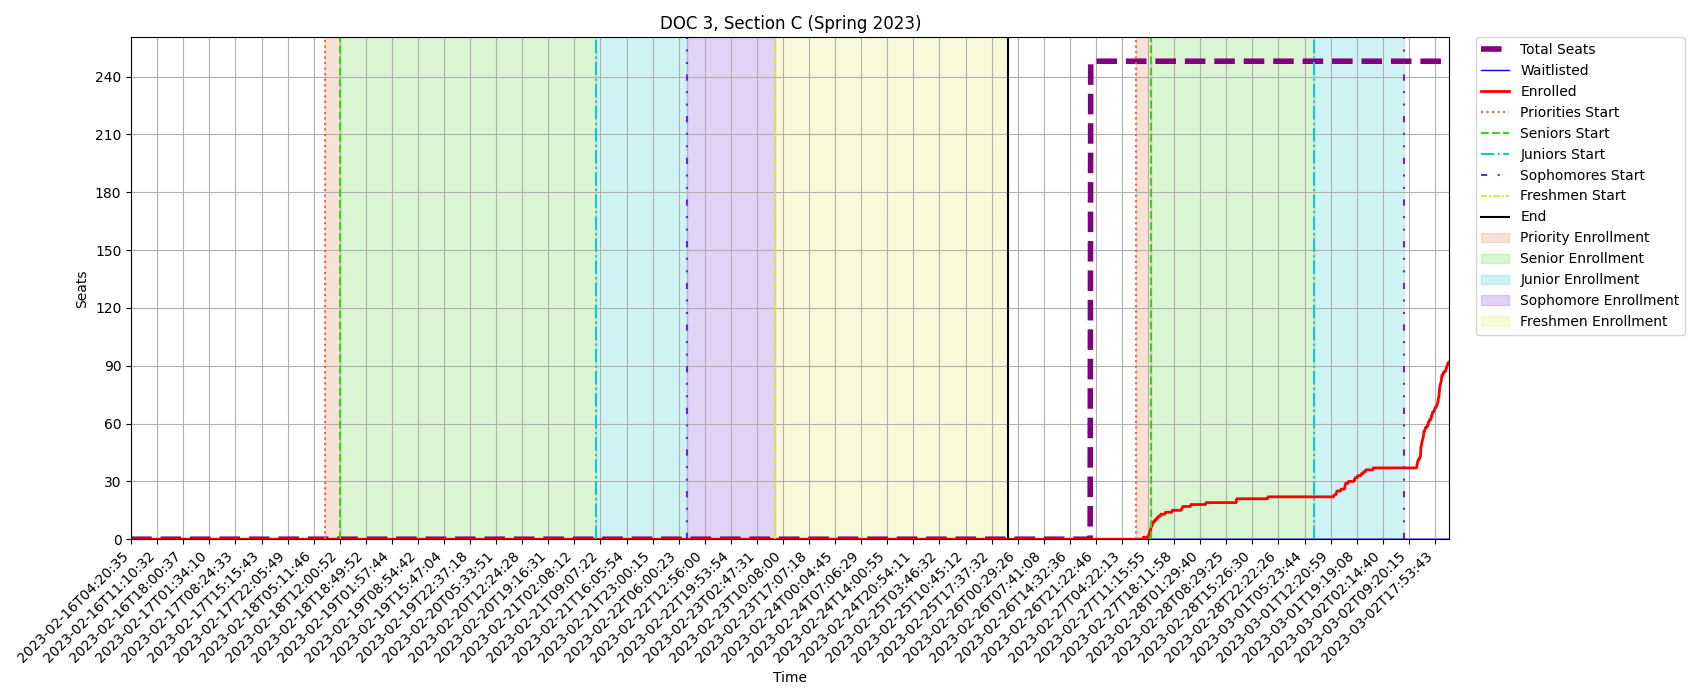 DOC 3, Section C (Spring 2023)
Seats
240
210
180
150
120
90
60
30
0
2023-02-16T04:20:35
2023-02-16T11:10:32
2023-02-16T18:00:37
2023-02-17T01:34:10
2023-02-17T08:24:33
2023-02-17T15:15:43
2023-02-17T22:05:49
2023-02-18T05:11:46
2023-02-18T12:00:52
2023-02-18T18:49:52
2023-02-19T01:57:44
2023-02-19T08:54:42
2023-02-19T15:47:04
2023-02-19T22:37:18
2023-02-20T05:33:51
2023-02-20T12:24:28
2023-02-20T19:16:31
2023-02-21T02:08:12
2023-02-21T09:07:22
2023-02-21T16:05:54
2023-02-21T23:00:15
2023-02-22T06:00:23
2023-02-22T12:56:00
2023-02-22T19:53:54
2023-02-23T02:47:31
2023-02-23T10:08:00
2023-02-23T17:07:18
2023-02-24T00:04:45
2023-02-24T07:06:29
2023-02-24T14:00:55
2023-02-24T20:54:11
2023-02-25T03:46:32
2023-02-25T10:45:12
2023-02-25T17:37:32
2023-02-26T00:29:26
2023-02-26T07:41:08
2023-02-26T14:32:36
2023-02-26T21:22:46
2023-02-27T04:22:13
2023-02-27T11:15:55
2023-02-27T18:11:58
2023-02-28T01:29:40
2023-02-28T08:29:25
2023-02-28T15:26:30
2023-02-28T22:22:26
2023-03-01T05:23:44
2023-03-01T12:20:59
2023-03-01T19:19:08
2023-03-02T02:14:40
2023-03-02T09:20:15
2023-03-02T17:53:43
Time
Total Seats
Waitlisted
Enrolled
Priorities Start
Seniors Start
Juniors Start
Sophomores Start
Freshmen Start
End
Priority Enrollment
Senior Enrollment
Junior Enrollment
Sophomore Enrollment
Freshmen Enrollment